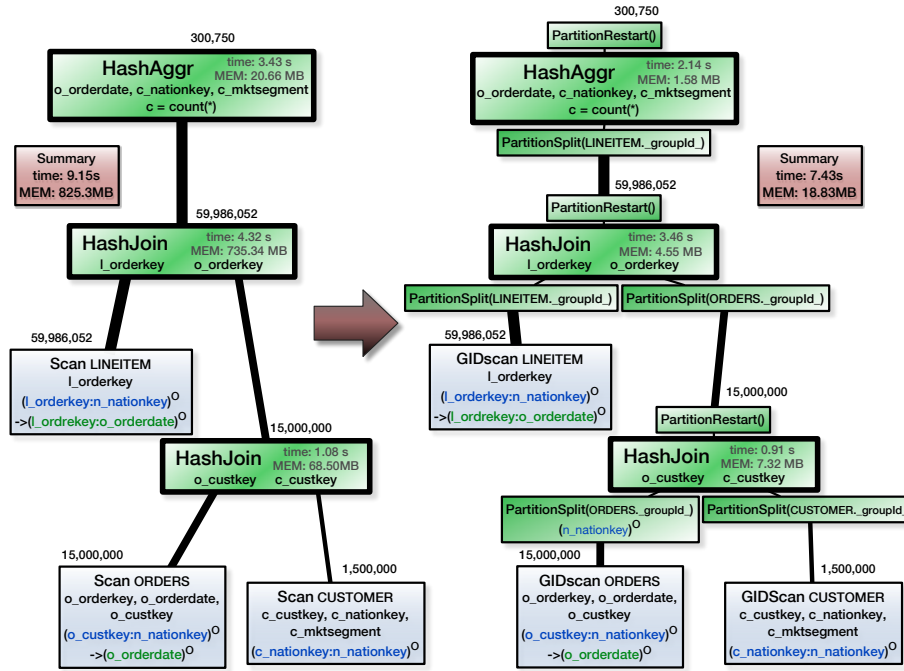 300,750
HashAggr
time: 3.43 s
MEM: 20.66 MB
o_orderdate, c_nationkey, c_mktsegment
c = count(*)
Summary
time: 9.15s
MEM: 825.3MB
59,986,052
HashJoin
time: 4.32 s
MEM: 735.34 MB
l_orderkey o_orderkey
59,986,052
Scan LINEITEM
l_orderkey
(l_orderkey:n_nationkey)O
->(l_ordrekey:o_orderdate)O
15,000,000
HashJoin
time: 1.08 s
MEM: 68.50MB
o_custkey c_custkey
15,000,000
Scan ORDERS
o_orderkey, o_orderdate,
o_custkey
(o_custkey:n_nationkey)O
->(o_orderdate)O
1,500,000
Scan CUSTOMER
c_custkey, c_nationkey,
c_mktsegment
(c_nationkey:n_nationkey)O
300,750
PartitionRestart()
HashAggr
time: 2.14 s
MEM: 1.58 MB
o_orderdate, c_nationkey, c_mktsegment
c = count(*)
PartitionSplit(LINEITEM._groupId_)
Summary
time: 7.43s
MEM: 18.83MB
59,986,052
PartitionRestart()
HashJoin
time: 3.46 s
MEM: 4.55 MB
l_orderkey o_orderkey
PartitionSplit(LINEITEM._groupId_)
PartitionSplit(ORDERS._groupId_)
59,986,052
GIDscan LINEITEM
l_orderkey
(l_orderkey:n_nationkey)O
->(l_ordrekey:o_orderdate)O
15,000,000
PartitionRestart()
HashJoin
time: 0.91 s
MEM: 7.32 MB
o_custkey c_custkey
PartitionSplit(ORDERS._groupId_)
(n_nationkey)O
PartitionSplit(CUSTOMER._groupId_)
15,000,000
GIDscan ORDERS
o_orderkey, o_orderdate,
o_custkey
(o_custkey:n_nationkey)O
->(o_orderdate)O
1,500,000
GIDScan CUSTOMER
c_custkey, c_nationkey,
c_mktsegment
(c_nationkey:n_nationkey)O